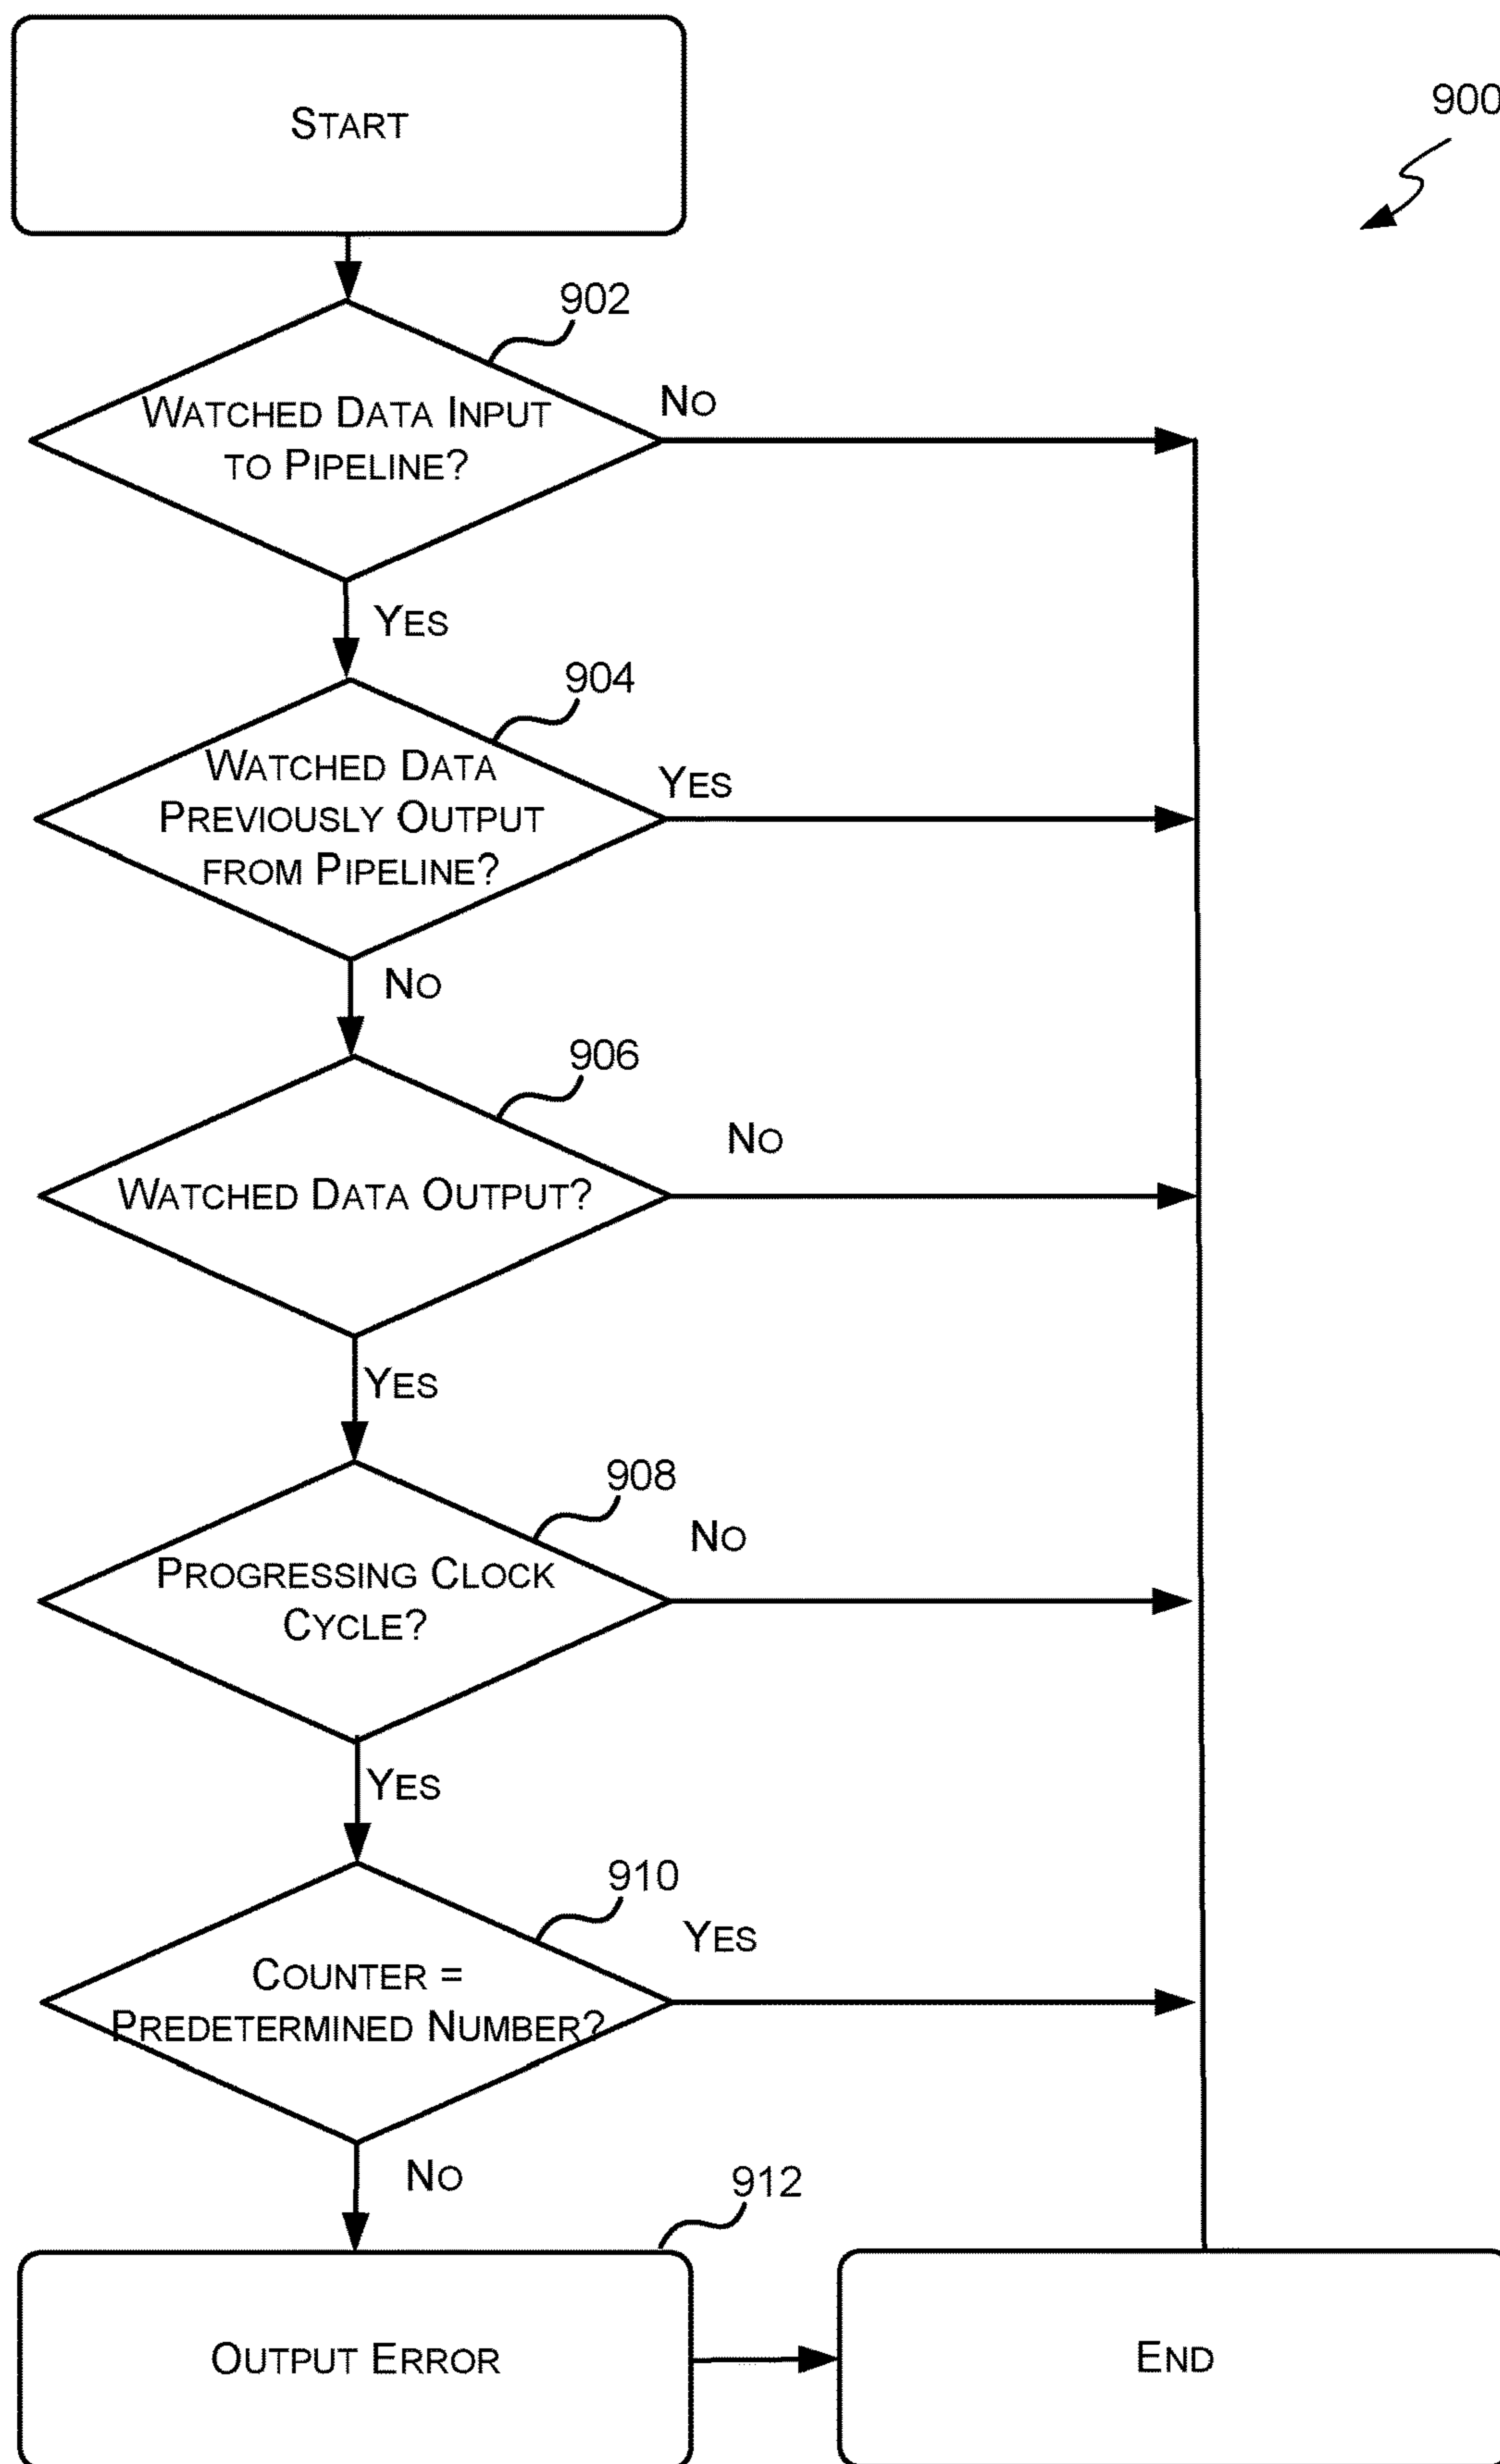 START
900
902
WATCHED DATA INPUT
TO PIPELINE?
NO
YES
904
WATCHED DATA
PREVIOUSLY OUTPUT
FROM PIPELINE?
YES
NO
906
WATCHED DATA OUTPUT?
NO
YES
908
PROGRESSING CLOCK
CYCLE?
NO
YES
910
COUNTER =
PREDETERMINED NUMBER?
YES
NO
912
OUTPUT ERROR
END